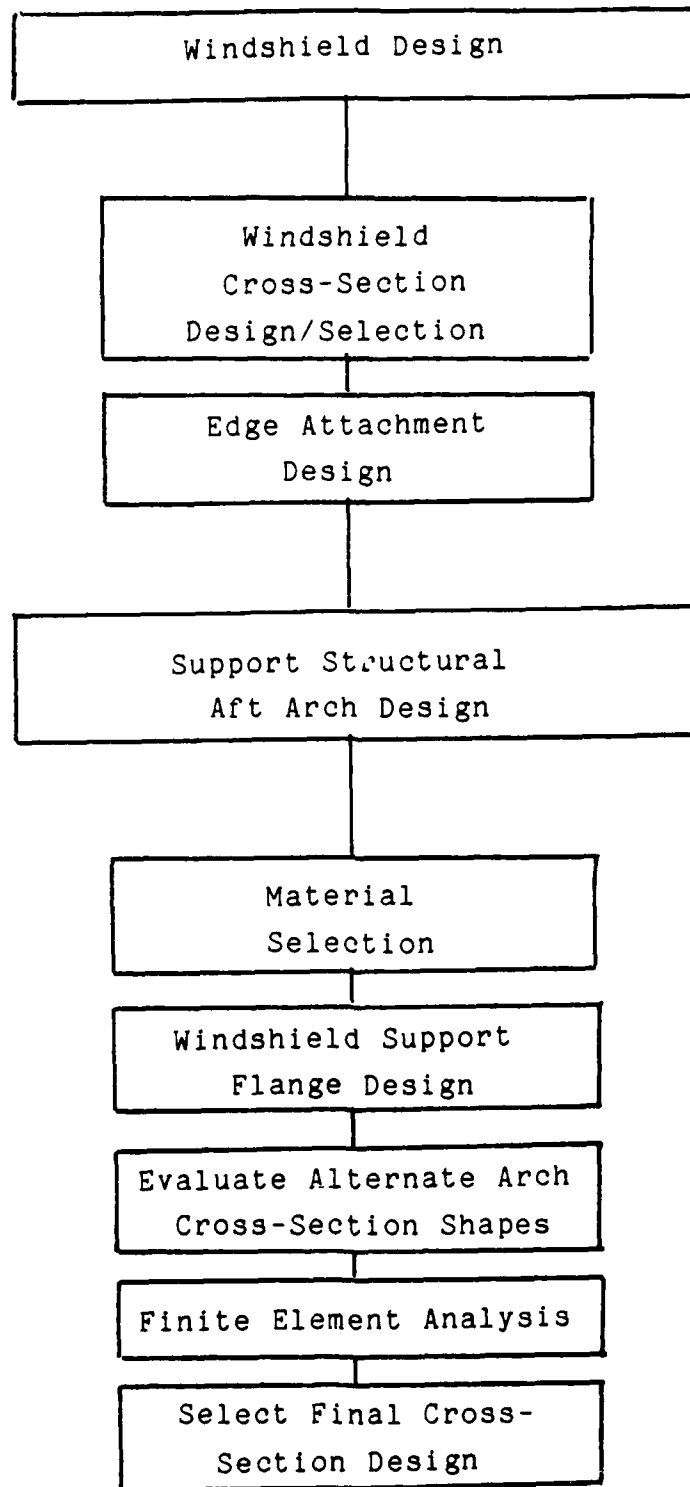 Windshield Design
Windshield
Cross-Section
Design/Selection
Edge Attachment
Design
Support Structural
Aft Arch Design
Material
Selection
Windshield Support
Flange Design
Evaluate Alternate Arch
Cross-Section Shapes
Finite Element Analysis
Select Final Cross-
Section Design